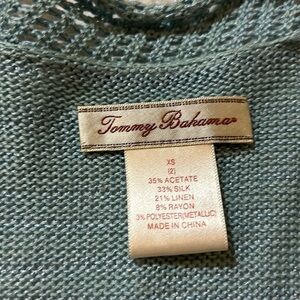 Tommy Bahama
XS
(2)
35% ACETATE
33% SILK
21% LINEN
8% RAYON
3% POLYESTER(METALLIC)
MADE IN CHINA